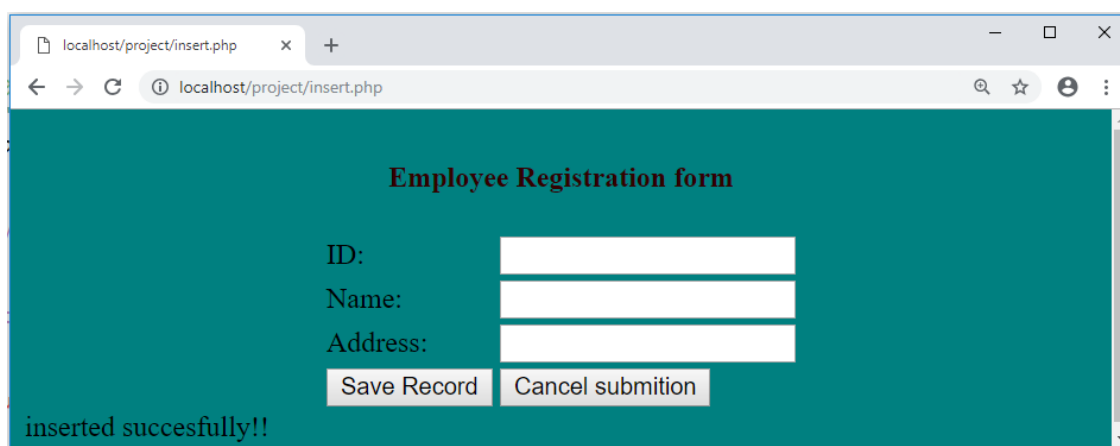 localhost/project/insert.php
localhost/project/insert.php
Employee Registration form
ID:
Name:
Address:
Save Record Cancel submition
inserted succesfully!!